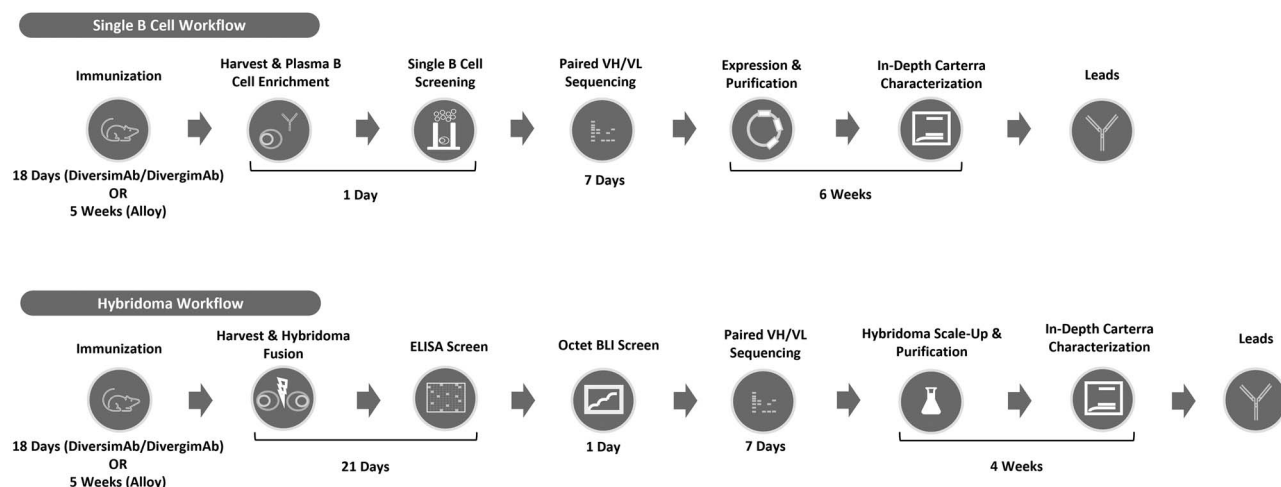 Single B Cell Workflow
Immunization
Harvest & Plasma B
Cell Enrichment
Single B Cell
Screening
Paired VH/VL
Sequencing
Expression &
Purification
In-Depth Carterra
Characterization
Leads
18 Days (DiversimAb/DivergimAb)
OR
5 Weeks (Alloy)
1 Day
7 Days
6 Weeks
Hybridoma Workflow
Immunization
Harvest & Hybridoma
Fusion
ELISA Screen
Octet BLI Screen
Paired VH/VL
Sequencing
Hybridoma Scale-Up &
Purification
In-Depth Carterra
Characterization
Leads
18 Days (DiversimAb/DivergimAb)
OR
5 Weeks (Alloy)
21 Days
1 Day
7 Days
4 Weeks